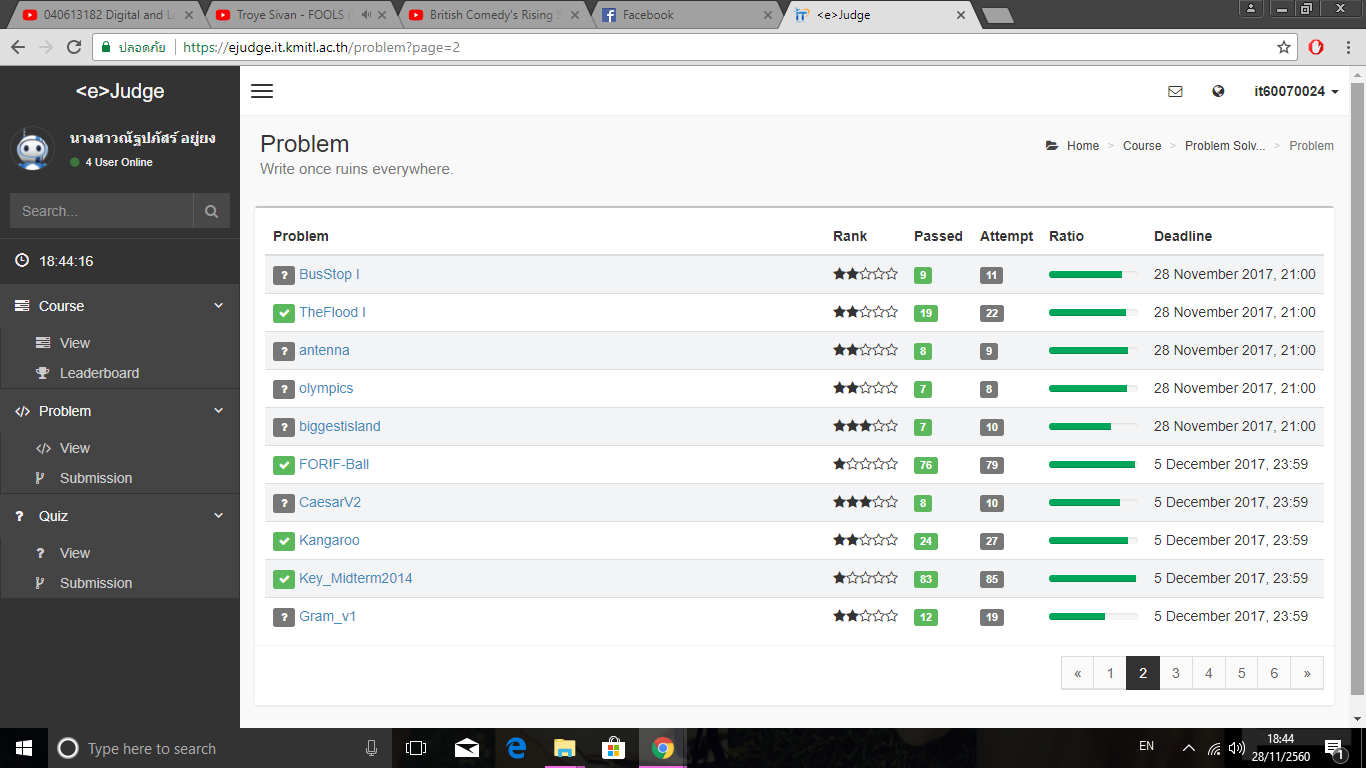 040613182 Digital and L
Troye Sivan - FOOLS
British Comedy's Rising S
Facebook
<e>Judge
ปลอดภัย
https://ejudge.it.kmitl.ac.th/problem?page=2
<e>Judge
it60070024
นางสาวณัฐปภัสร์ อยู่ยง
4 User Online
Search...
18:44:16
Course
View
Leaderboard
Problem
View
Submission
Quiz
View
Submission
Problem
Write once ruins everywhere.
Home > Course > Problem Solv... > Problem
Problem Rank Passed Attempt Ratio Deadline
? BusStop I 9 11 28 November 2017, 21:00
TheFlood I 19 22 28 November 2017, 21:00
? antenna 8 9 28 November 2017, 21:00
? olympics 7 8 28 November 2017, 21:00
? biggestisland 7 10 28 November 2017, 21:00
FORIF-Ball 76 79 5 December 2017, 23:59
? CaesarV2 8 10 5 December 2017, 23:59
Kangaroo 24 27 5 December 2017, 23:59
Key_Midterm2014 83 85 5 December 2017, 23:59
? Gram_v1 12 19 5 December 2017, 23:59
« 1 2 3 4 5 6 »
Type here to search
EN
18:44
28/11/2560
1